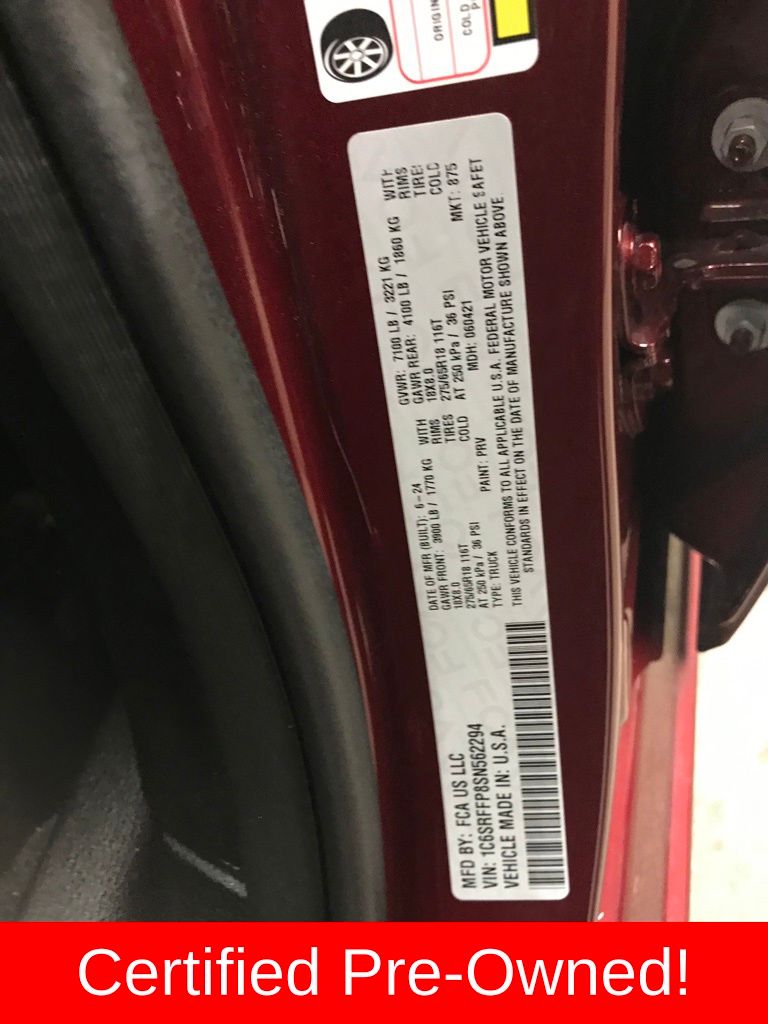 ORIGIN
COLD
MFD BY: FCA US LLC
VIN: 1C6SRFFP8SN562294
VEHICLE MADE IN: U.S.A.
DATE OF MFR (BUILT): 6-24
GAWR FRONT: 3900 LB / 1770 KG WITH
18X8.0 RIMS
275/65R18 116T TIRES
AT 250 kPa / 36 PSI COLD
TYPE: TRUCK PAINT: PRV
GVWR: 7100 LB / 3221 KG
GAWR REAR: 4100 LB / 1860 KG WITH
18X8.0 RIMS
275/65R18 116T TIRES
AT 250 kPa / 36 PSI COLD
MDH: 060421 MKT: 875
THIS VEHICLE CONFORMS TO ALL APPLICABLE U.S.A. FEDERAL MOTOR VEHICLE SAFET
STANDARDS IN EFFECT ON THE DATE OF MANUFACTURE SHOWN ABOVE
Certified Pre-Owned!